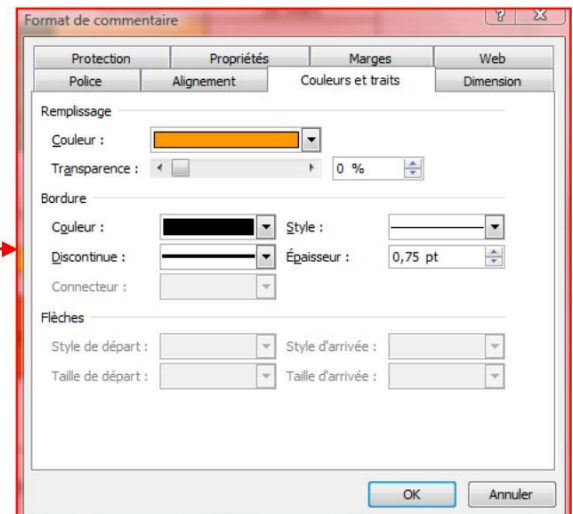 Format de commentaire
Protection Propriétés Marges Web
Police Alignement Couleurs et traits Dimension
Remplissage
Couleur :
Transparence : 0 %
Bordure
Couleur : Style :
Discontinue : Épaisseur : 0,75 pt
Connecteur :
Flèches
Style de départ : Style d'arrivée :
Taille de départ : Taille d'arrivée :
OK Annuler